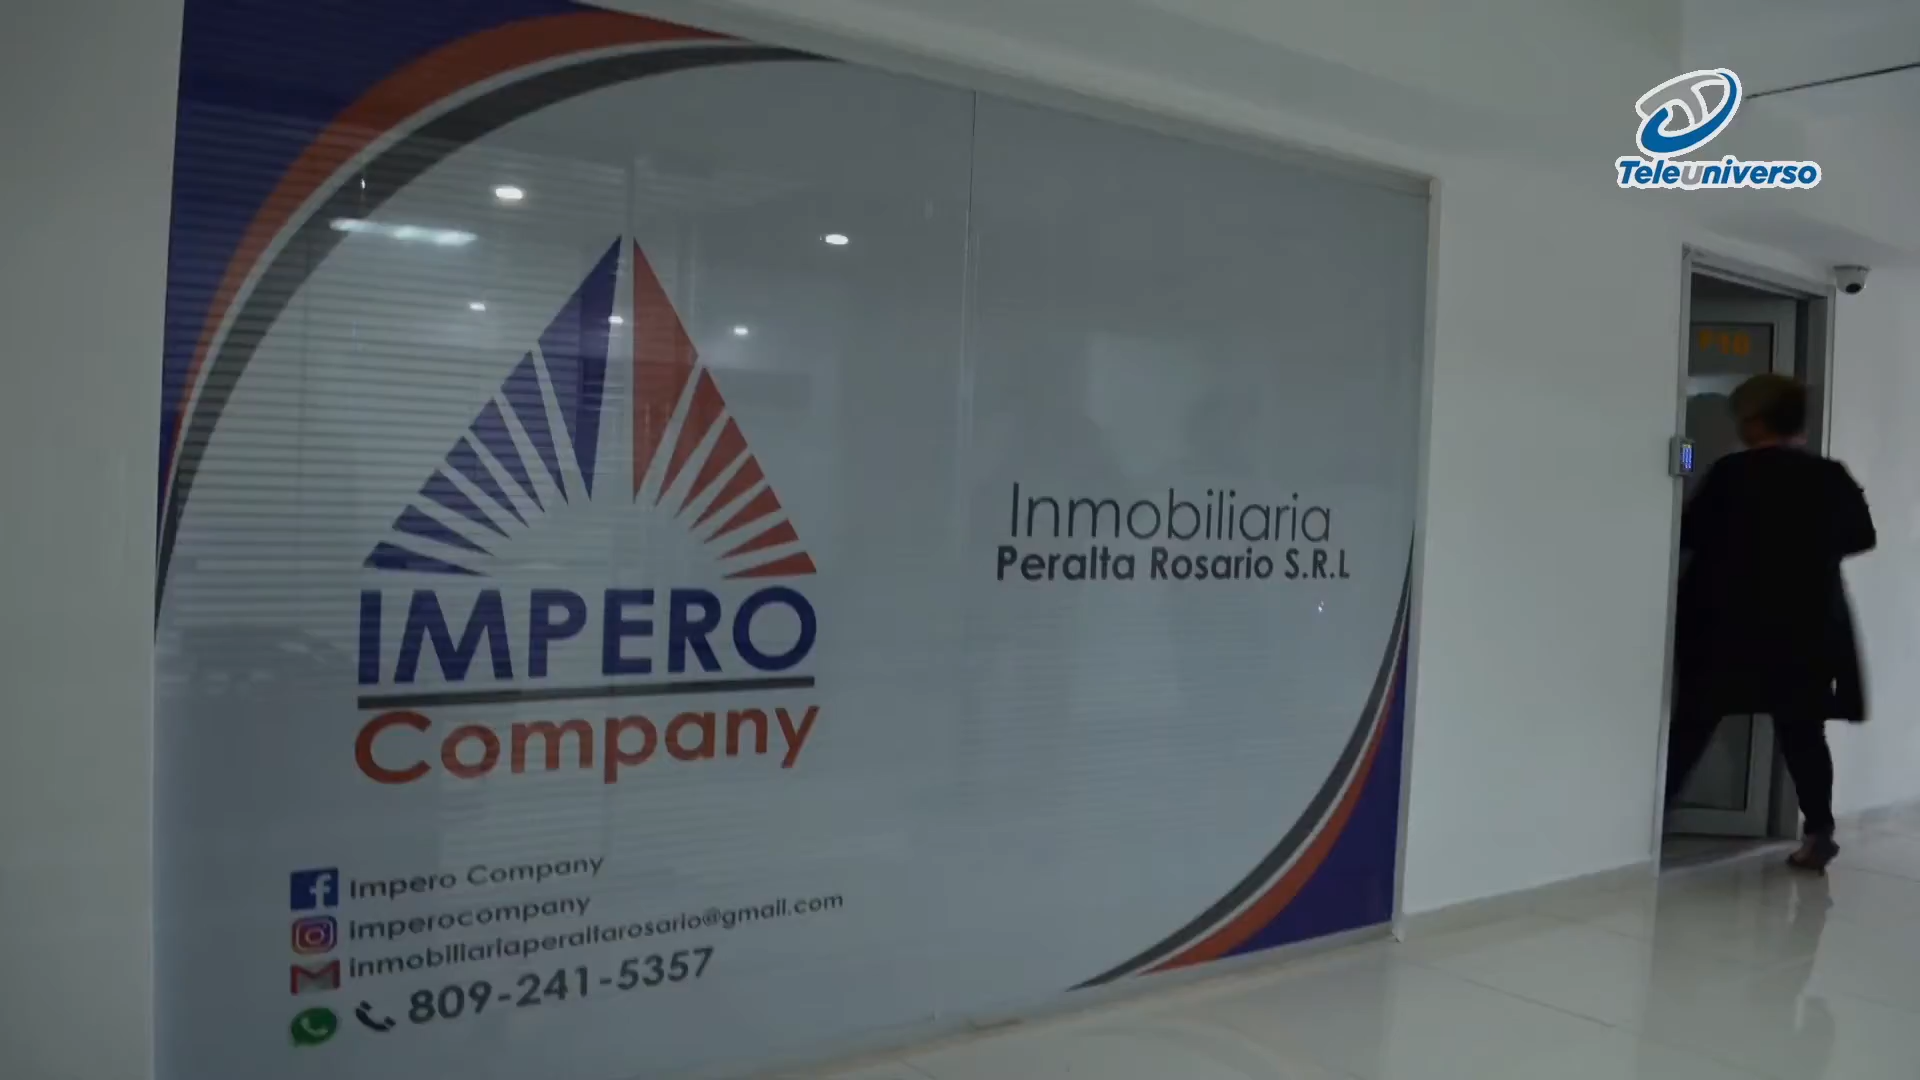 Teleuniverso
IMPERO
Company
Inmobiliaria
Peralta Rosario S.R.L
Impero Company
Imperocompany
inmobiliariaperaltarosario@gmail.com
809-241-5357